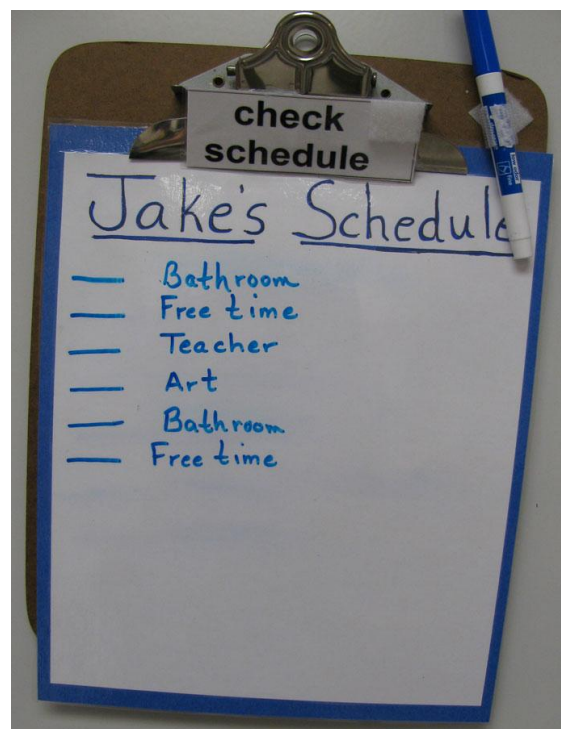 check
schedule
Jake's Schedule
Bathroom
Free time
Teacher
Art
Bathroom
Free time